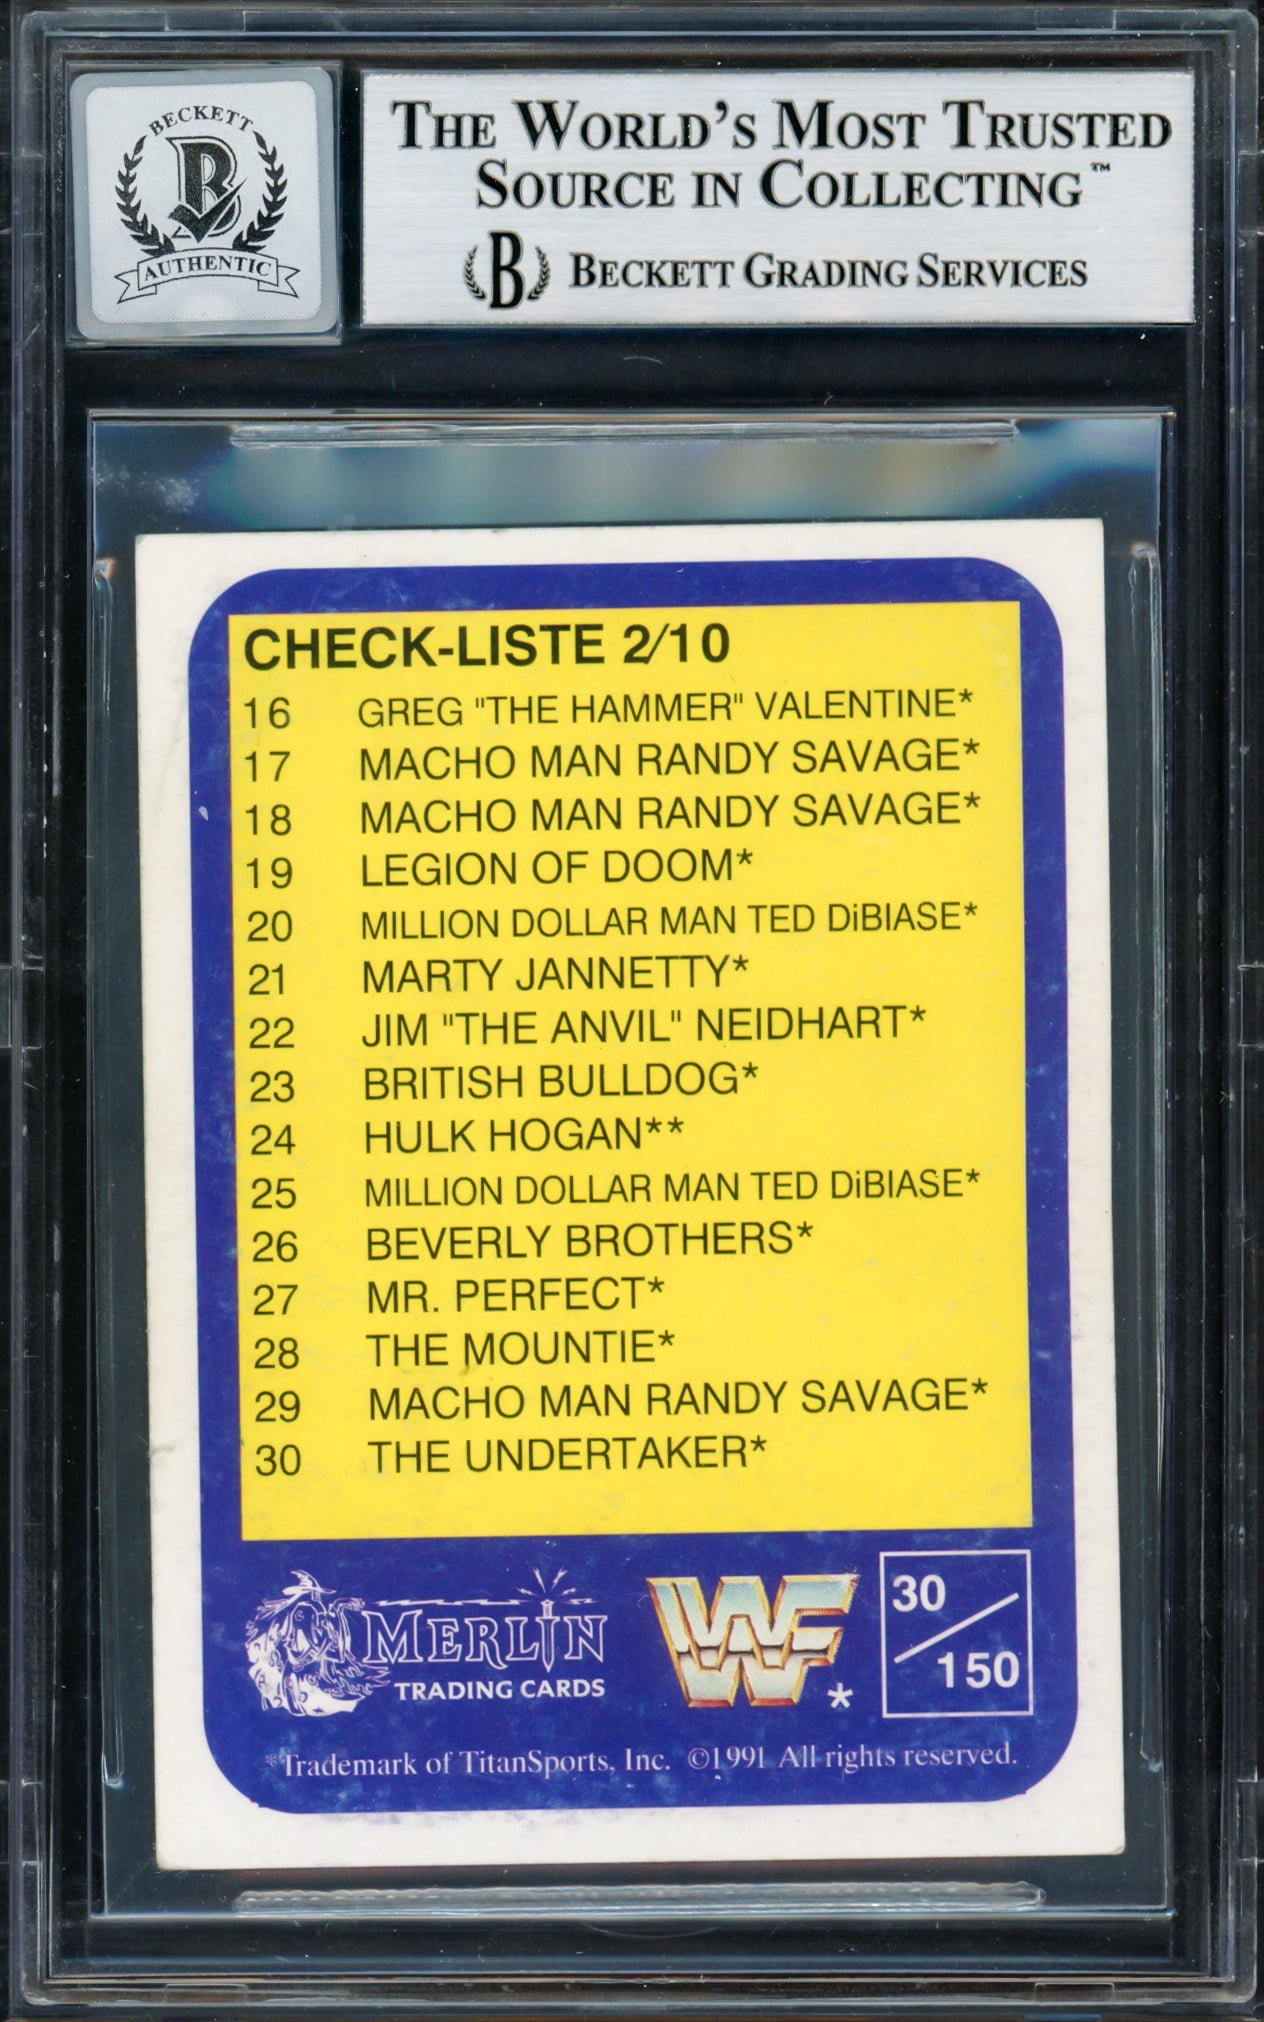 BECKETT
B
AUTHENTIC
THE WORLD'S MOST TRUSTED
SOURCE IN COLLECTING™
B BECKETT GRADING SERVICES
CHECK-LISTE 2/10
16 GREG "THE HAMMER" VALENTINE*
17 MACHO MAN RANDY SAVAGE*
18 MACHO MAN RANDY SAVAGE*
19 LEGION OF DOOM*
20 MILLION DOLLAR MAN TED DiBIASE*
21 MARTY JANNETTY*
22 JIM "THE ANVIL" NEIDHART*
23 BRITISH BULLDOG*
24 HULK HOGAN**
25 MILLION DOLLAR MAN TED DiBIASE*
26 BEVERLY BROTHERS*
27 MR. PERFECT*
28 THE MOUNTIE*
29 MACHO MAN RANDY SAVAGE*
30 THE UNDERTAKER*
MERLIN
TRADING CARDS
WWF*
30/150
*Trademark of TitanSports, Inc. ©1991 All rights reserved.